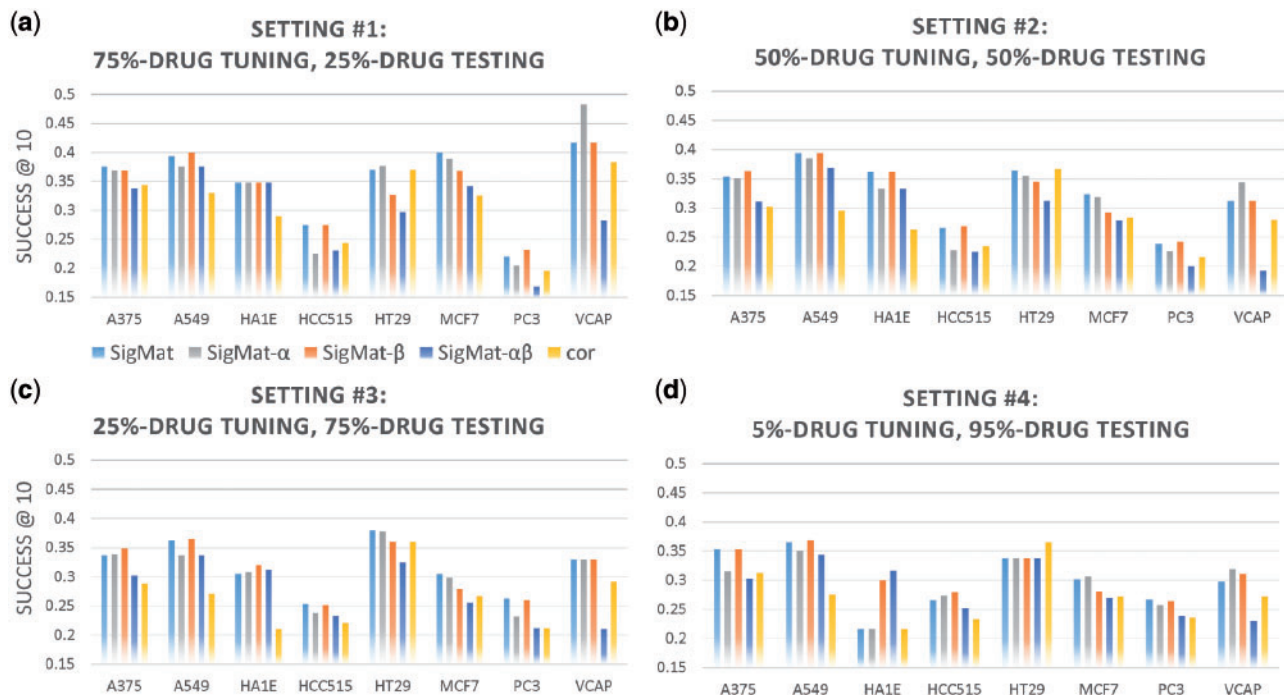 (a)
SETTING #1:
75%-DRUG TUNING, 25%-DRUG TESTING
SUCCESS @ 10
0.5
0.45
0.4
0.35
0.3
0.25
0.2
0.15
A375 A549 HA1E HCC515 HT29 MCF7 PC3 VCAP
SigMat SigMat-α SigMat-β SigMat-αβ cor
(b)
SETTING #2:
50%-DRUG TUNING, 50%-DRUG TESTING
0.5
0.45
0.4
0.35
0.3
0.25
0.2
0.15
A375 A549 HA1E HCC515 HT29 MCF7 PC3 VCAP
(c)
SETTING #3:
25%-DRUG TUNING, 75%-DRUG TESTING
SUCCESS @ 10
0.5
0.45
0.4
0.35
0.3
0.25
0.2
0.15
A375 A549 HA1E HCC515 HT29 MCF7 PC3 VCAP
(d)
SETTING #4:
5%-DRUG TUNING, 95%-DRUG TESTING
0.5
0.45
0.4
0.35
0.3
0.25
0.2
0.15
A375 A549 HA1E HCC515 HT29 MCF7 PC3 VCAP